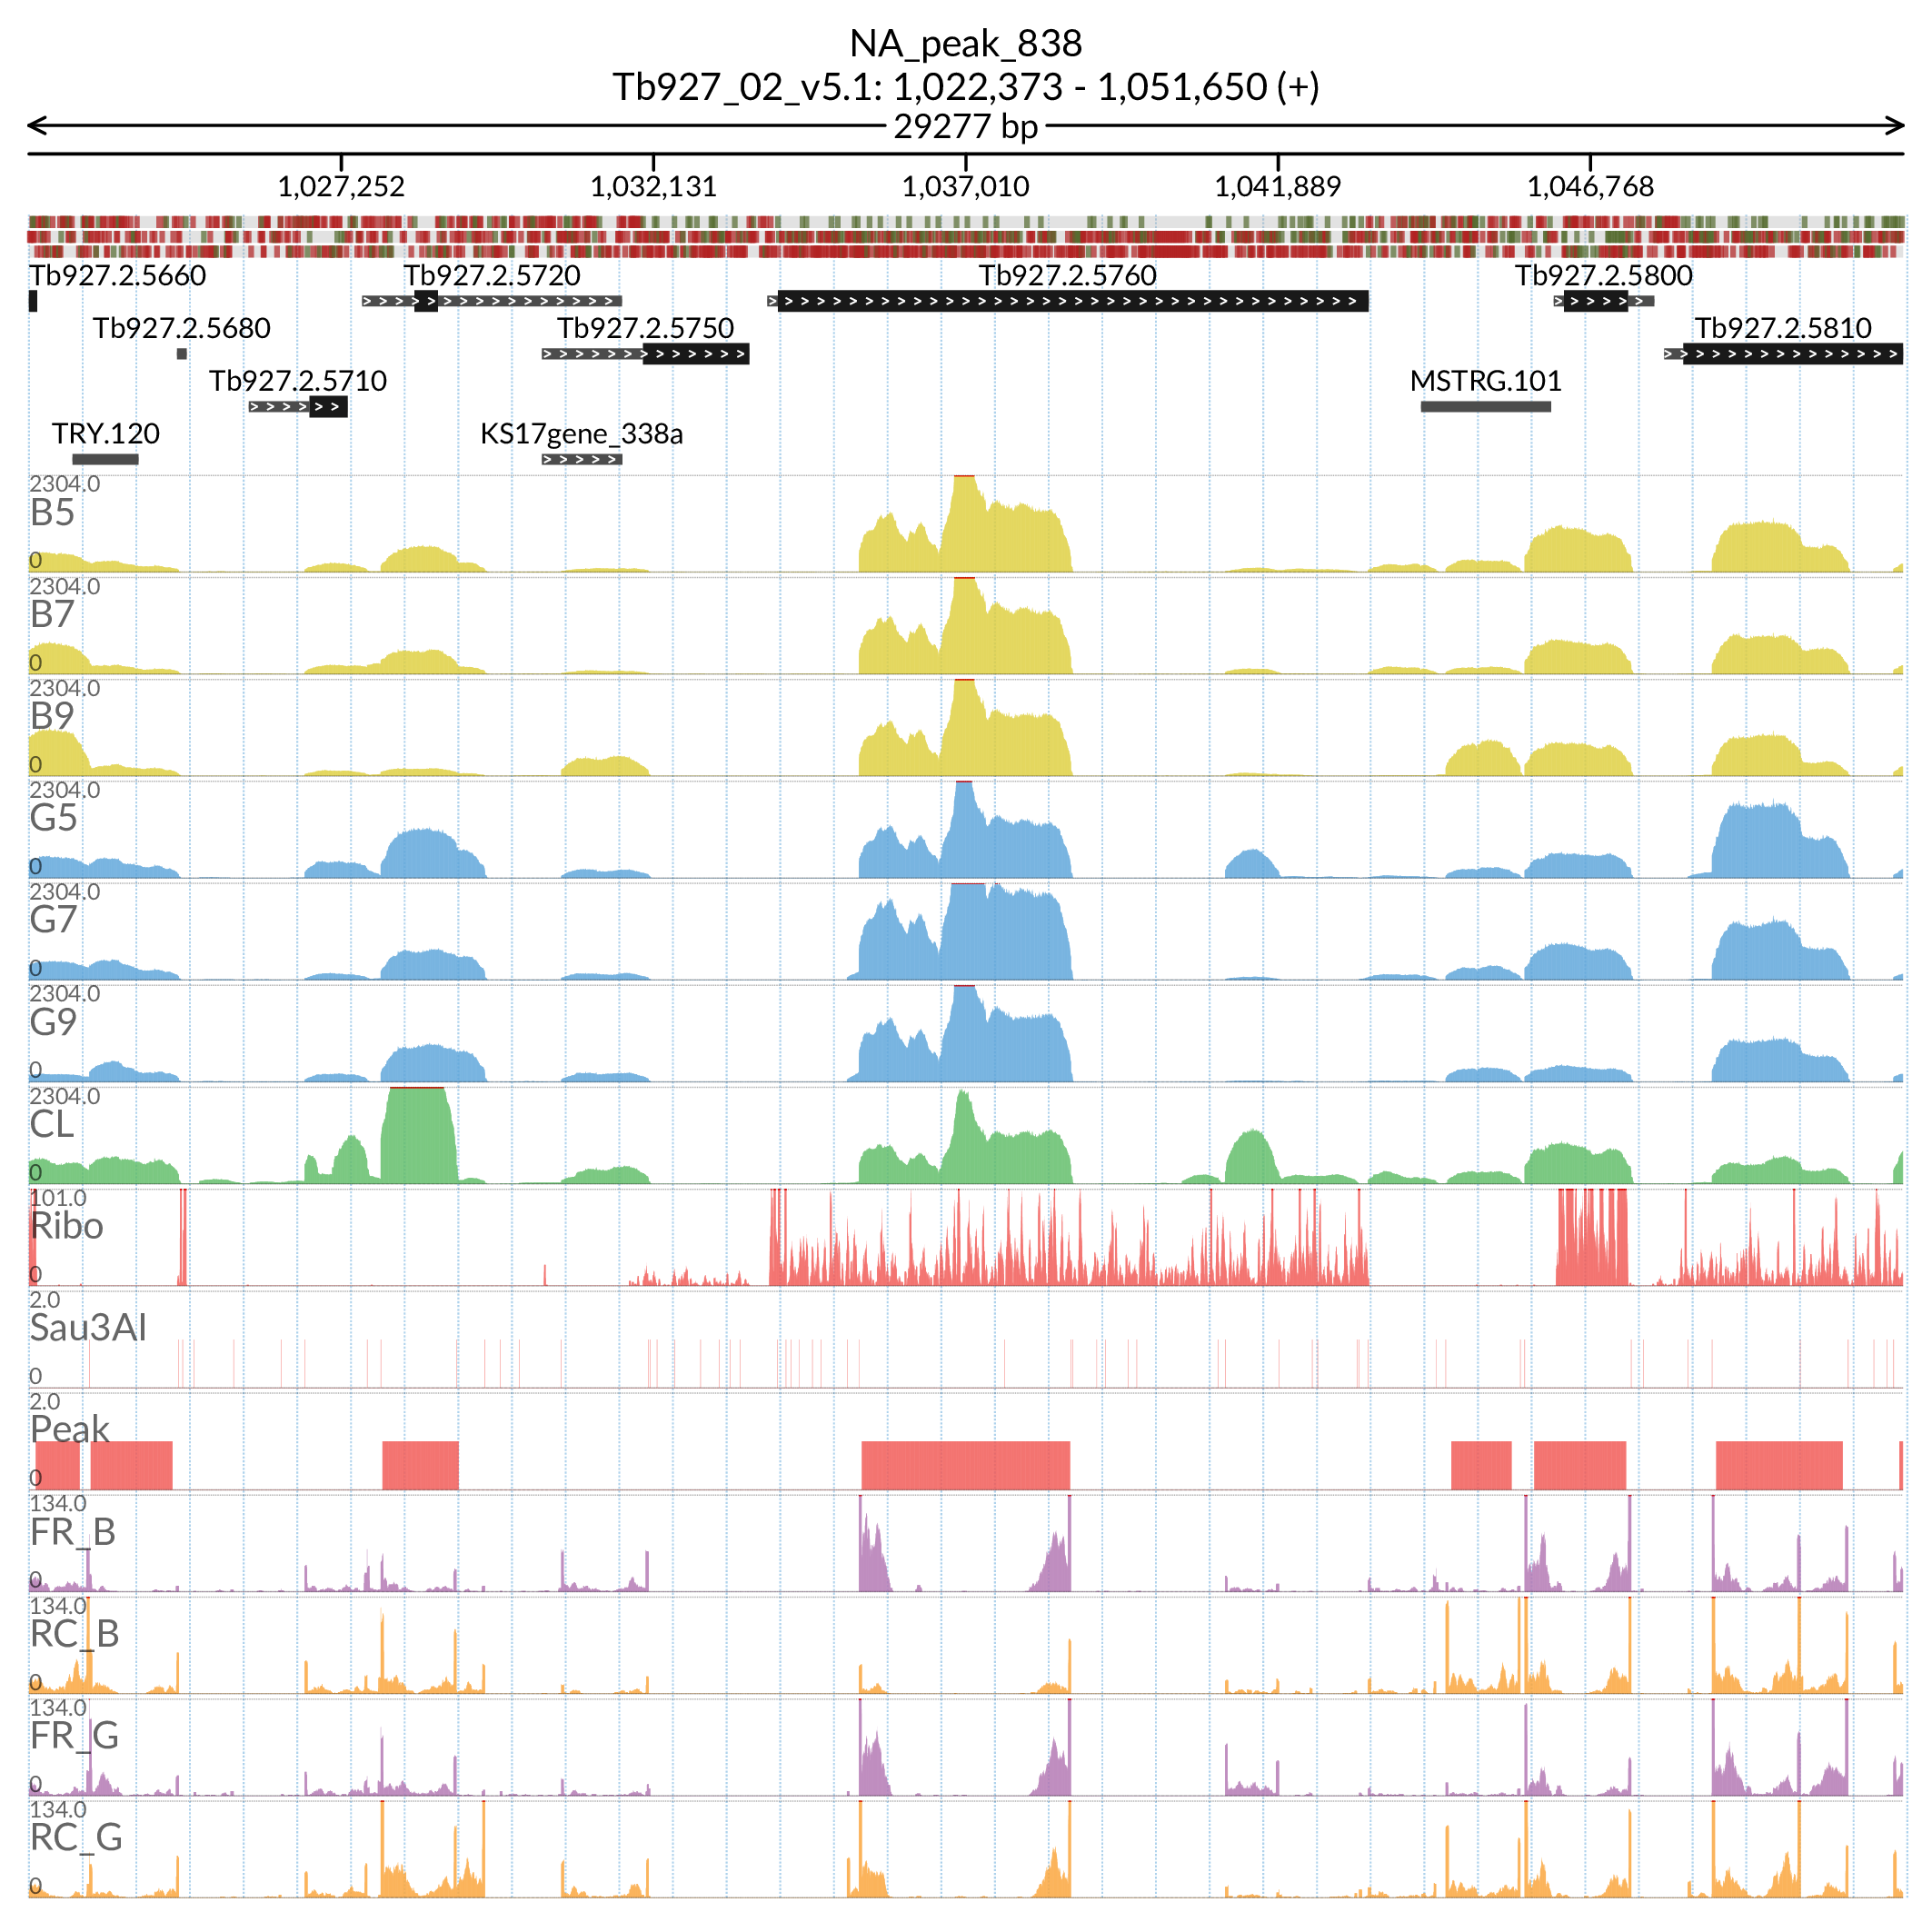 NA_peak_838
Tb927_02_v5.1: 1,022,373 - 1,051,650 (+)
29277 bp
1,027,252 1,032,131 1,037,010 1,041,889 1,046,768
Tb927.2.5660 Tb927.2.5720 Tb927.2.5760 Tb927.2.5800
Tb927.2.5680 Tb927.2.5750 Tb927.2.5810
Tb927.2.5710 MSTRG.101
TRY.120 KS17gene_338a
2304.0
B5
0
2304.0
B7
0
2304.0
B9
0
2304.0
G5
0
2304.0
G7
0
2304.0
G9
0
2304.0
CL
0
101.0
Ribo
0
2.0
Sau3AI
0
2.0
Peak
0
134.0
FR_B
0
134.0
RC_B
0
134.0
FR_G
0
134.0
RC_G
0